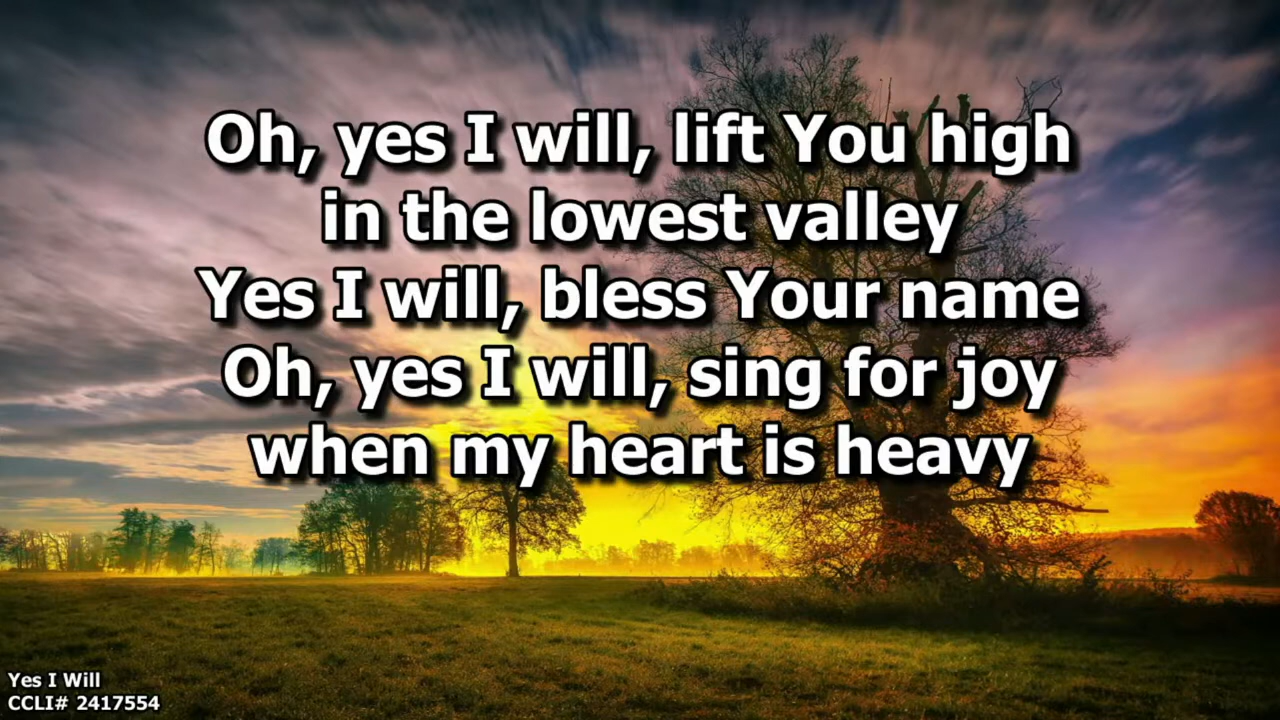 Oh, yes I will, lift You high
in the lowest valley
Yes I will, bless Your name
Oh, yes I will, sing for joy
when my heart is heavy
Yes I Will
CCLI# 2417554